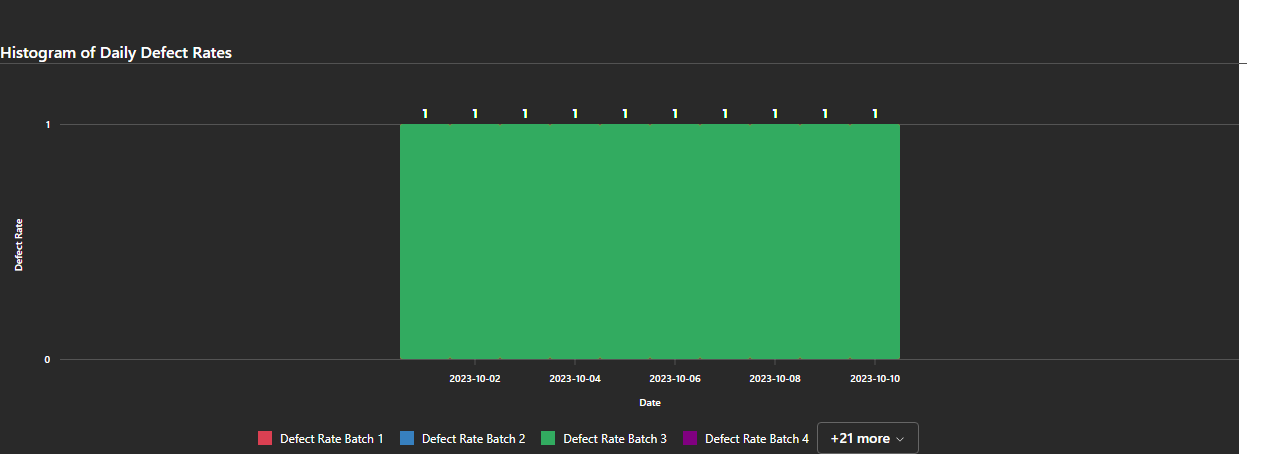 Histogram of Daily Defect Rates
1 1 1 1 1 1 1 1 1 1
1
Defect Rate
0
2023-10-02 2023-10-04 2023-10-06 2023-10-08 2023-10-10
Date
Defect Rate Batch 1 Defect Rate Batch 2 Defect Rate Batch 3 Defect Rate Batch 4 +21 more